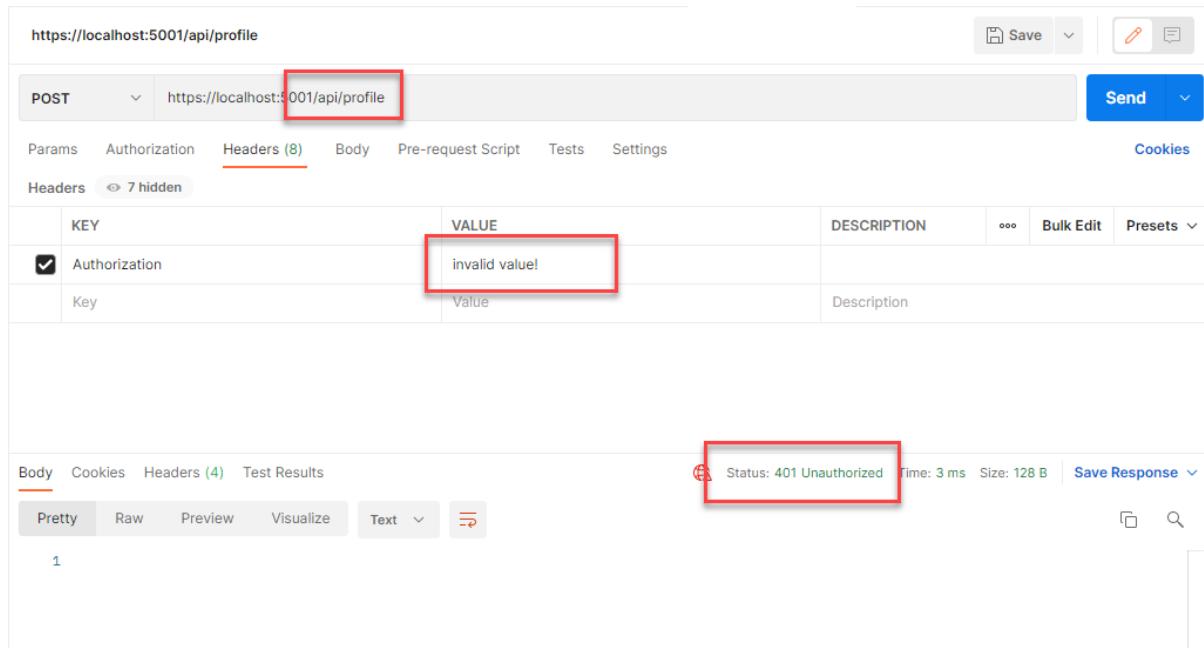 https://localhost:5001/api/profile
Save
POST https://localhost:5001/api/profile Send
Params Authorization Headers (8) Body Pre-request Script Tests Settings Cookies
Headers 7 hidden
KEY VALUE DESCRIPTION ooo Bulk Edit Presets
Authorization invalid value!
Key Value Description
Body Cookies Headers (4) Test Results Status: 401 Unauthorized Time: 3 ms Size: 128 B Save Response
Pretty Raw Preview Visualize Text
1